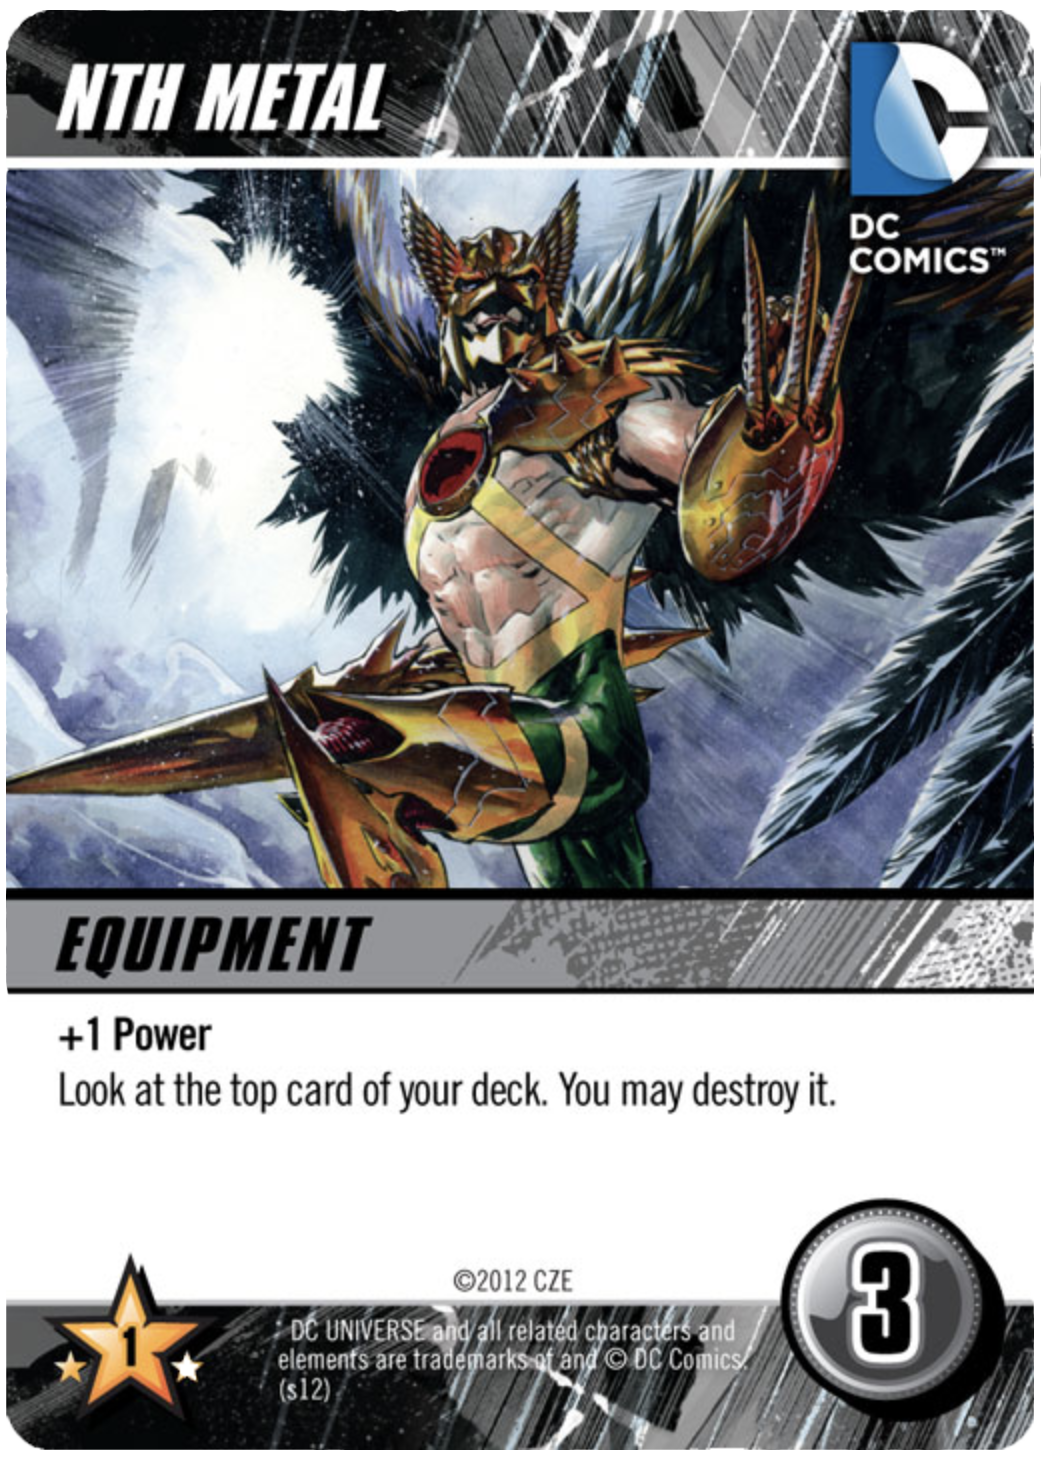 NTH METAL
DC
COMICS™
EQUIPMENT
+1 Power
Look at the top card of your deck. You may destroy it.
©2012 CZE
DC UNIVERSE and all related characters and
elements are trademarks of and © DC Comics.
(s12)
1
3